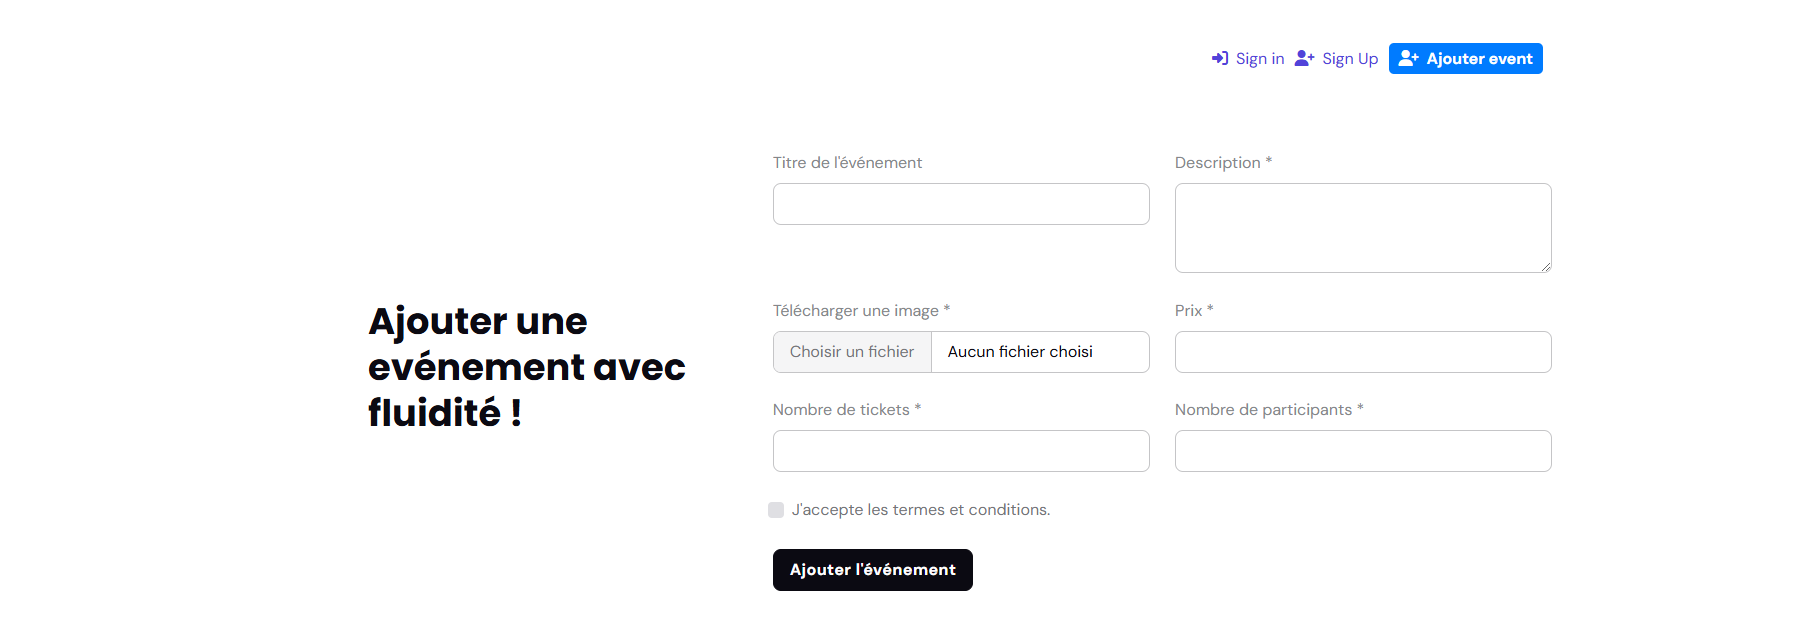 Sign in Sign Up Ajouter event
Titre de l'événement
Description *
Ajouter une
evénement avec
fluidité !
Télécharger une image *
Choisir un fichier Aucun fichier choisi
Prix *
Nombre de tickets *
Nombre de participants *
J'accepte les termes et conditions.
Ajouter l'événement